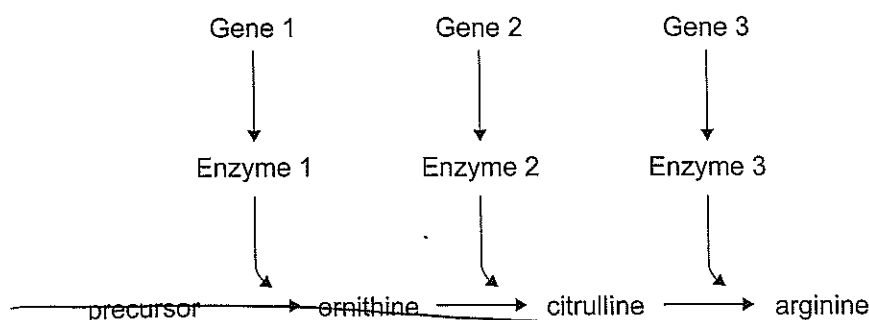 Gene 1 Gene 2 Gene 3
Enzyme 1 Enzyme 2 Enzyme 3
precursor ornithine citrulline arginine